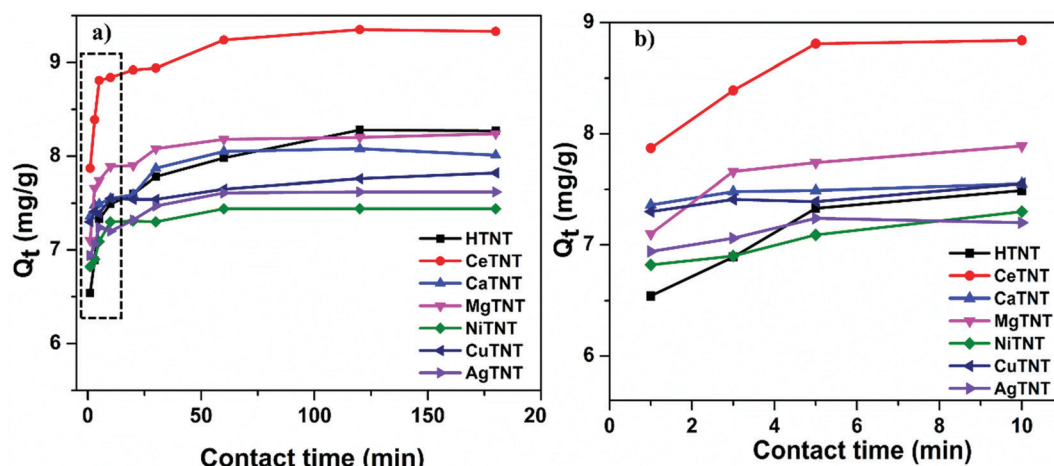 a)
9
8
7
6
Qt (mg/g)
HTNT
CeTNT
CaTNT
MgTNT
NiTNT
CuTNT
AgTNT
0 50 100 150 20
Contact time (min)
b)
9
8
7
6
Qt (mg/g)
HTNT
CeTNT
CaTNT
MgTNT
NiTNT
CuTNT
AgTNT
0 2 4 6 8 10
Contact time (min)